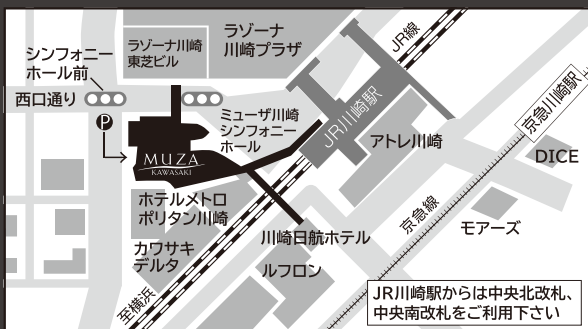 ラゾーナ川崎
東芝ビル
ラゾーナ
川崎プラザ
シンフォニー
ホール前
西口通り
P
MUZA
KAWASAKI
ミューザ川崎
シンフォニー
ホール
JR川崎駅
JR線
アトレ川崎
京急川崎駅
DICE
京急線
モアーズ
ホテルメトロ
ポリタン川崎
カワサキ
デルタ
川崎日航ホテル
ルフロン
至横浜
JR川崎駅からは中央北改札、
中央南改札をご利用下さい